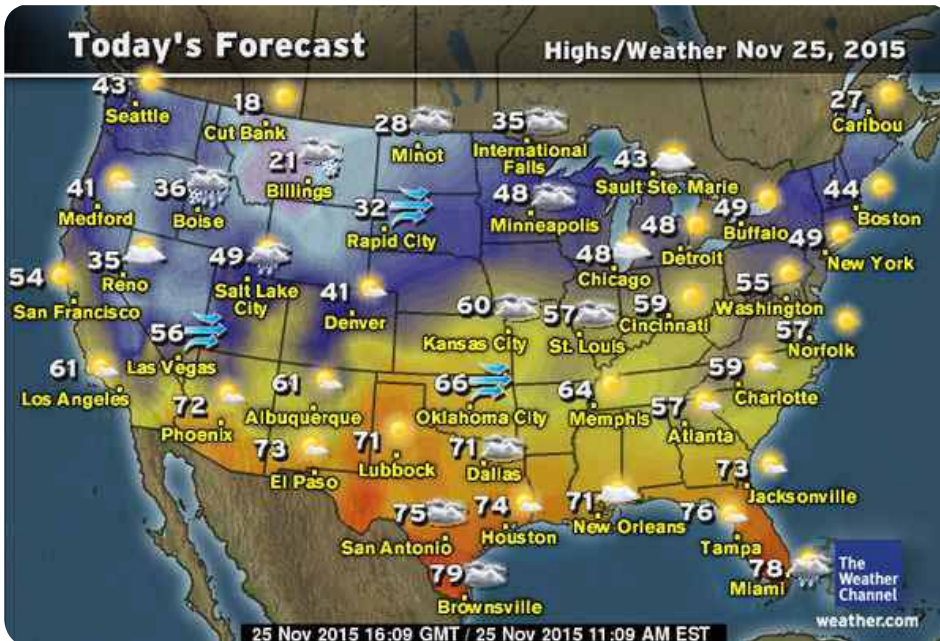 Today's Forecast
Highs/Weather Nov 25, 2015
43
Seattle
18
Cut Bank
28
Minot
35
International
Falls
27
Caribou
21
Billings
43
Sault Ste. Marie
41
Medford
36
Boise
32
Rapid City
48
Minneapolis
48
Detroit
49
Buffalo
44
Boston
35
Reno
49
Salt Lake
City
48
Chicago
49
New York
54
San Francisco
41
Denver
60
Kansas City
57
St. Louis
59
Cincinnati
55
Washington
56
Las Vegas
57
Norfolk
61
Los Angeles
61
Albuquerque
66
Oklahoma City
64
Memphis
59
Charlotte
72
Phoenix
57
Atlanta
73
El Paso
71
Lubbock
71
Dallas
73
Jacksonville
75
San Antonio
74
Houston
71
New Orleans
76
Tampa
79
Brownsville
78
Miami
The
Weather
Channel
weather.com
25 Nov 2015 16:09 GMT / 25 Nov 2015 11:09 AM EST